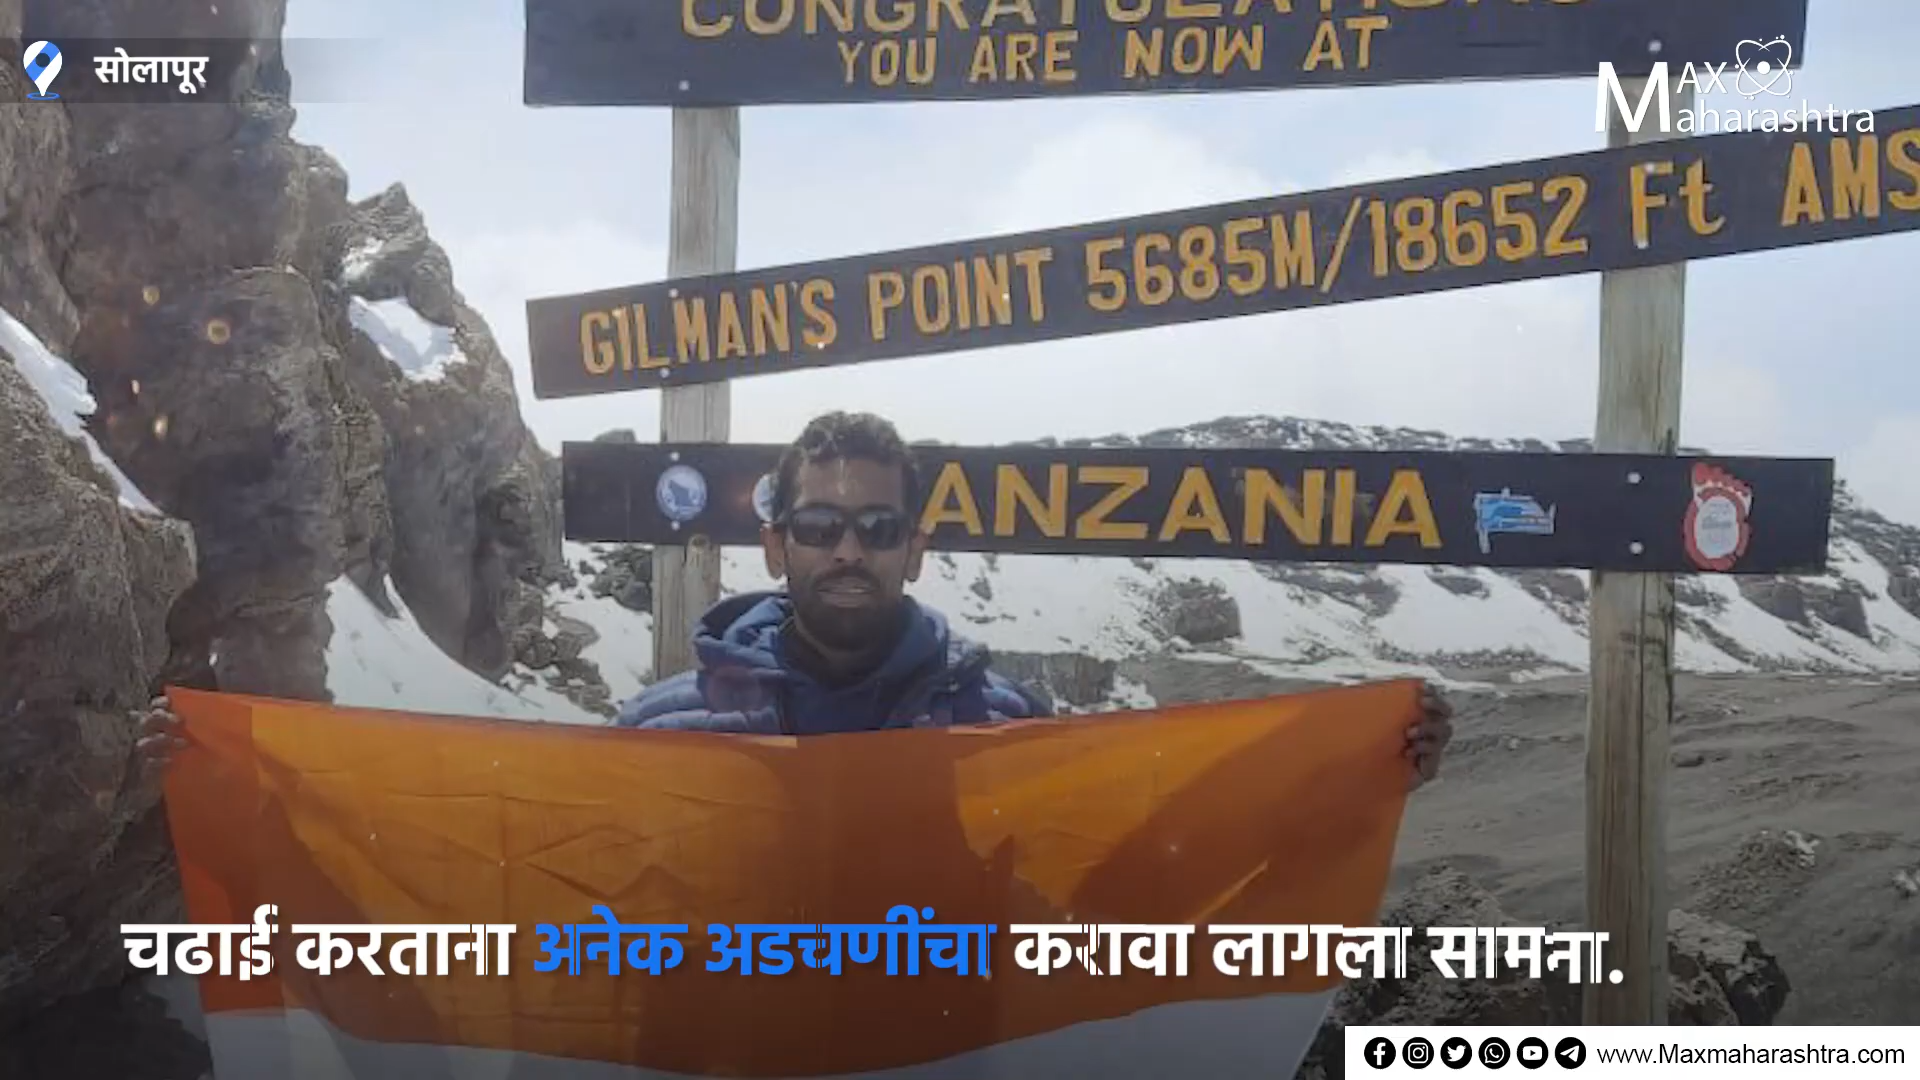 CONGRATULATIONS
YOU ARE NOW AT
सोलापूर
MAX
Maharashtra
GILMAN'S POINT 5685M/18652 Ft AMS
ANZANIA
चढाई करताना अनेक अडचणींचा करावा लागला सामना.
www.Maxmaharashtra.com